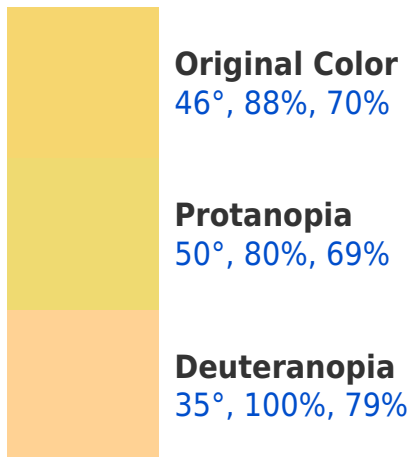 Original Color
46°, 88%, 70%
Protanopia
50°, 80%, 69%
Deuteranopia
35°, 100%, 79%